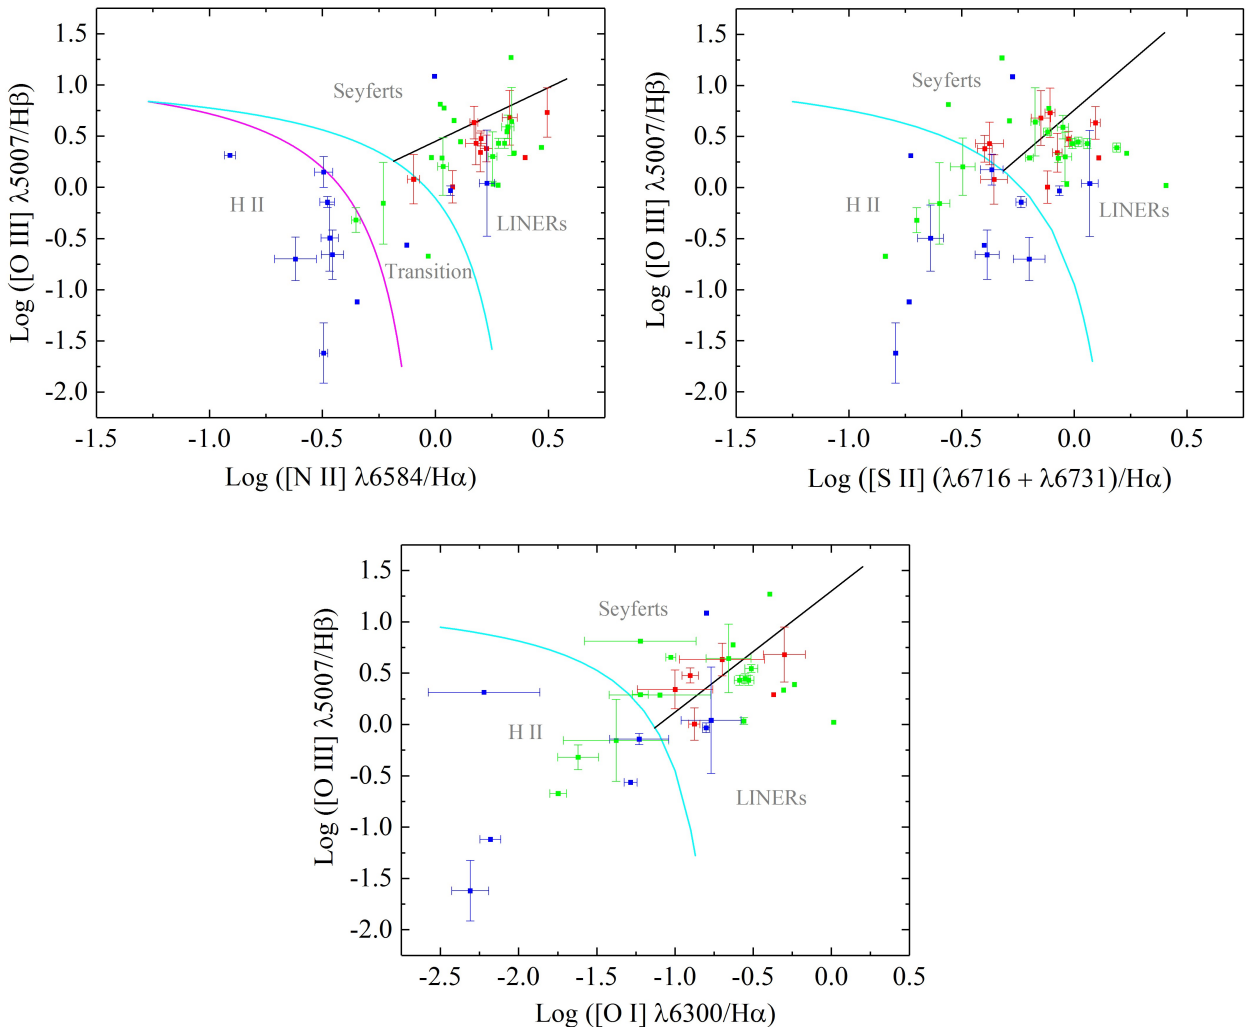 1.5
1.0
0.5
0.0
-0.5
-1.0
-1.5
-2.0
Log ([O III] λ5007/Hβ)
Seyferts
H II
LINERs
Transition
-1.5
-1.0
-0.5
0.0
0.5
Log ([N II] λ6584/Hα)
1.5
1.0
0.5
0.0
-0.5
-1.0
-1.5
-2.0
Log ([O III] λ5007/Hβ)
Seyferts
H II
LINERs
-1.5
-1.0
-0.5
0.0
0.5
Log ([S II] (λ6716 + λ6731)/Hα)
1.5
1.0
0.5
0.0
-0.5
-1.0
-1.5
-2.0
Log ([O III] λ5007/Hβ)
Seyferts
H II
LINERs
-2.5
-2.0
-1.5
-1.0
-0.5
0.0
0.5
Log ([O I] λ6300/Hα)